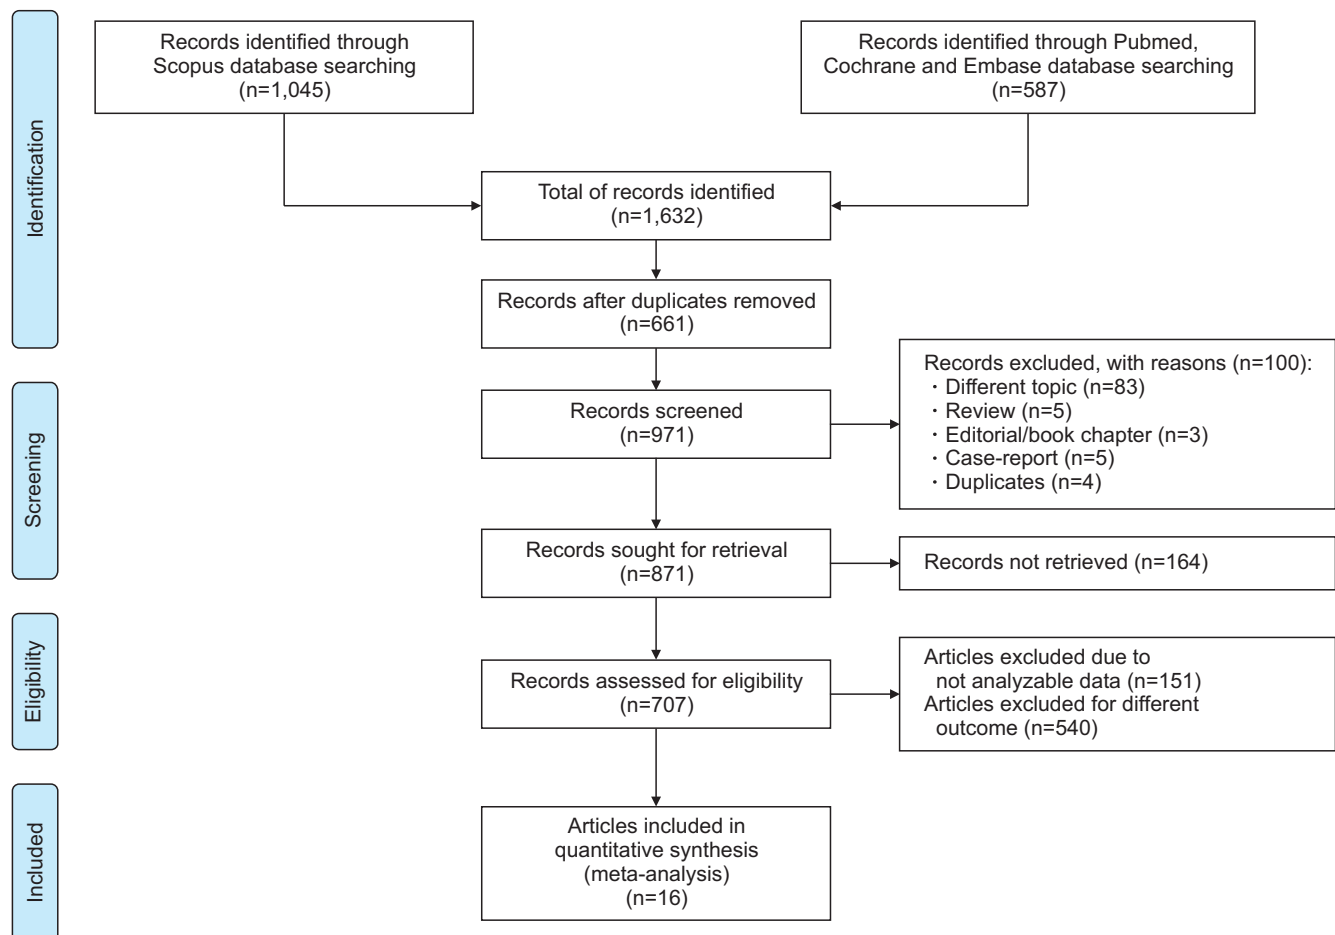 Identification
Records identified through
Scopus database searching
(n=1,045)
Records identified through Pubmed,
Cochrane and Embase database searching
(n=587)
Total of records identified
(n=1,632)
Records after duplicates removed
(n=661)
Screening
Records screened
(n=971)
Records excluded, with reasons (n=100):
· Different topic (n=83)
· Review (n=5)
· Editorial/book chapter (n=3)
· Case-report (n=5)
· Duplicates (n=4)
Records sought for retrieval
(n=871)
Records not retrieved (n=164)
Eligibility
Records assessed for eligibility
(n=707)
Articles excluded due to
not analyzable data (n=151)
Articles excluded for different
outcome (n=540)
Included
Articles included in
quantitative synthesis
(meta-analysis)
(n=16)